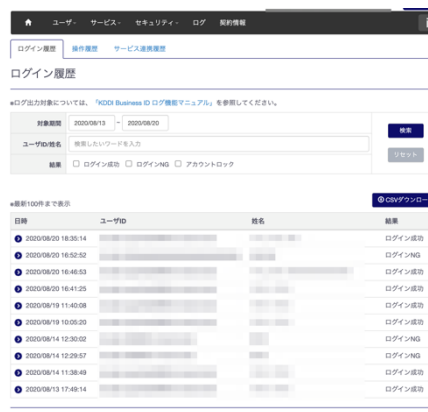 ユーザ サービス セキュリティ ログ 契約情報
ログイン履歴 操作履歴 サービス連携履歴
ログイン履歴
※ログ出力対象については、「KDDI Business ID ログ機能マニュアル」を参照してください。
対象期間 2020/08/13 ~ 2020/08/20
検索
ユーザID/姓名 検索したいワードを入力
リセット
結果 ログイン成功 ログインNG アカウントロック
※最新100件まで表示 CSVダウンロー
日時 ユーザID 姓名 結果
2020/08/20 18:35:14 ログイン成功
2020/08/20 16:52:52 ログインNG
2020/08/20 16:46:53 ログイン成功
2020/08/20 16:41:25 ログイン成功
2020/08/19 11:40:08 ログイン成功
2020/08/19 10:05:20 ログイン成功
2020/08/14 12:30:02 ログインNG
2020/08/14 12:29:57 ログインNG
2020/08/14 11:38:49 ログイン成功
2020/08/13 17:49:14 ログイン成功